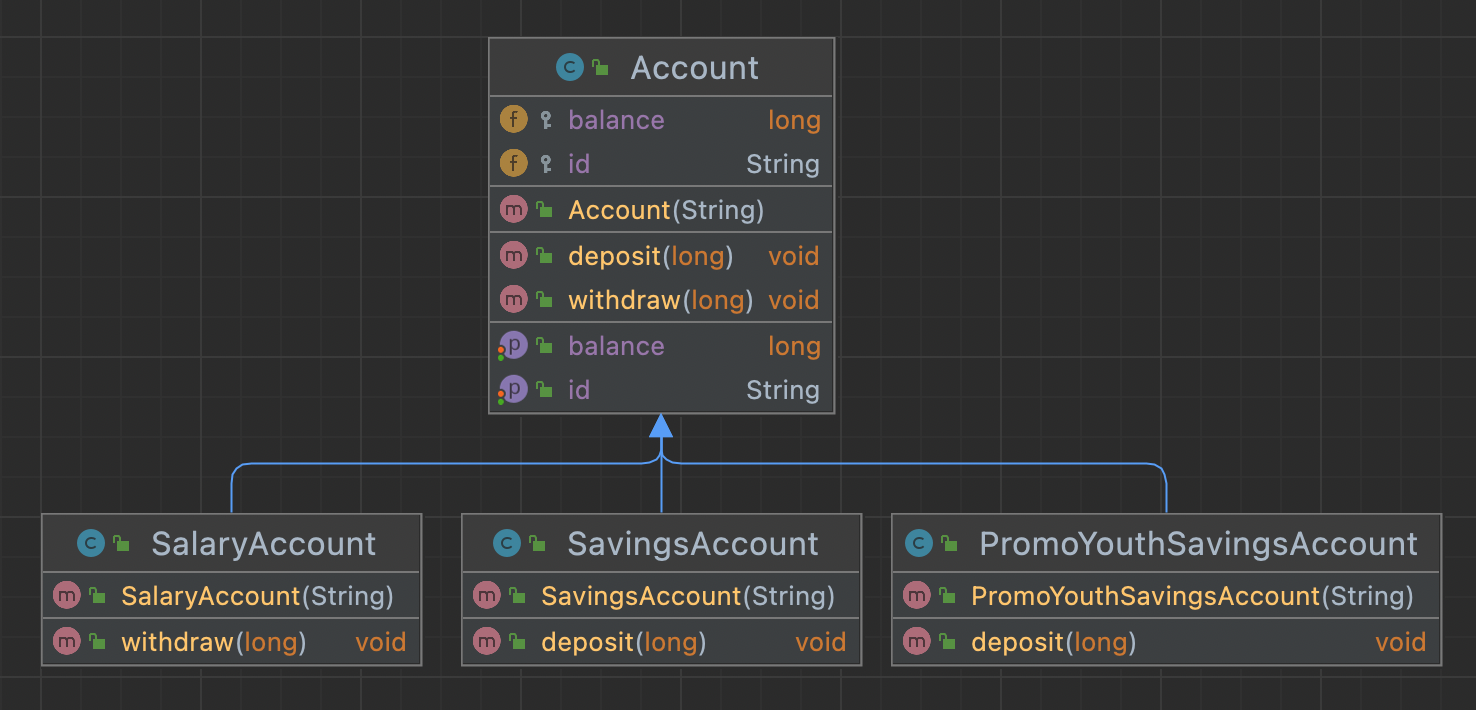 C Account
f balance long
f id String
m Account(String)
m deposit(long) void
m withdraw(long) void
p balance long
p id String
C SalaryAccount
m SalaryAccount(String)
m withdraw(long) void
C SavingsAccount
m SavingsAccount(String)
m deposit(long) void
C PromoYouthSavingsAccount
m PromoYouthSavingsAccount(String)
m deposit(long) void